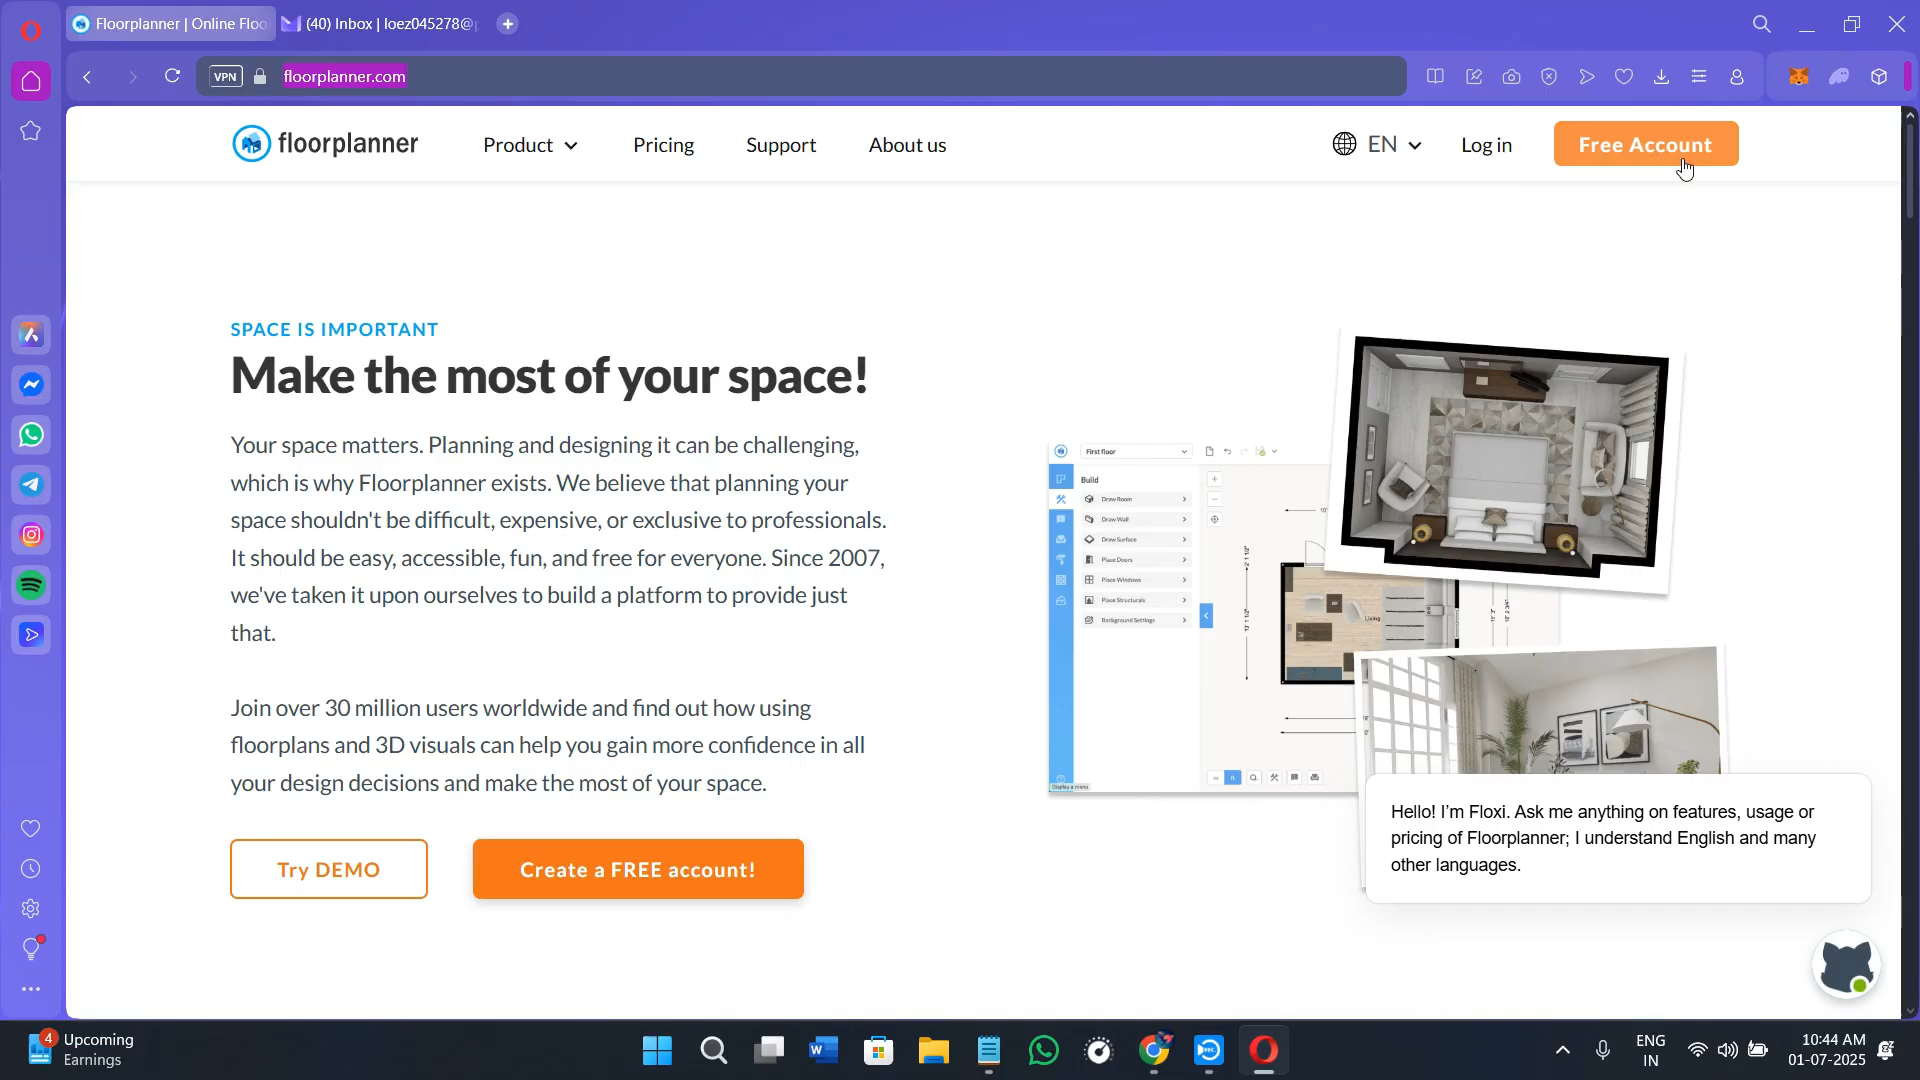 Floorplanner | Online Floo
(40) Inbox | loez045278@
VPN
floorplanner.com
floorplanner
Product
Pricing
Support
About us
EN
Log in
Free Account
SPACE IS IMPORTANT
Make the most of your space!
Your space matters. Planning and designing it can be challenging,
which is why Floorplanner exists. We believe that planning your
space shouldn't be difficult, expensive, or exclusive to professionals.
It should be easy, accessible, fun, and free for everyone. Since 2007,
we've taken it upon ourselves to build a platform to provide just
that.
Join over 30 million users worldwide and find out how using
floorplans and 3D visuals can help you gain more confidence in all
your design decisions and make the most of your space.
Try DEMO
Create a FREE account!
First floor
Build
Draw Room
Draw Wall
Draw Surface
Place Doors
Place Windows
Place Structurals
Background Settings
Living
Display a menu
Hello! I'm Floxi. Ask me anything on features, usage or
pricing of Floorplanner; I understand English and many
other languages.
4
Upcoming
Earnings
ENG
IN
10:44 AM
01-07-2025